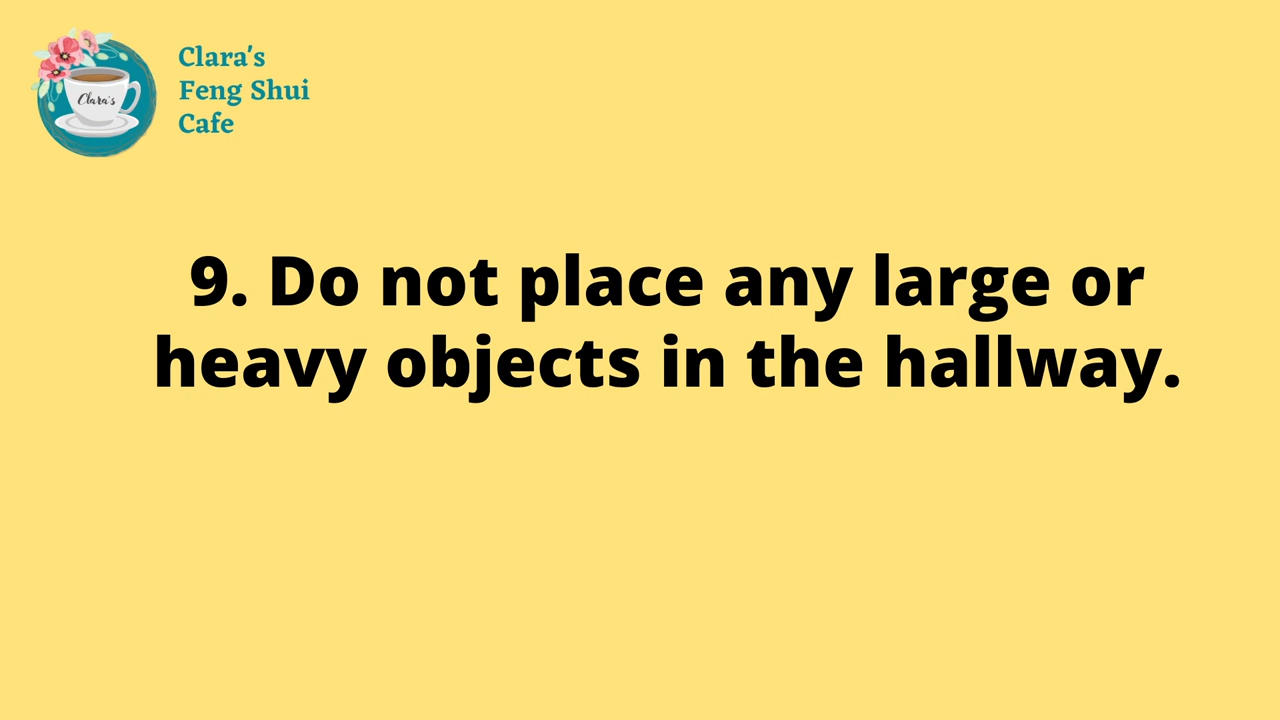 Clara's
Feng Shui
Cafe
Clara's
9. Do not place any large or
heavy objects in the hallway.